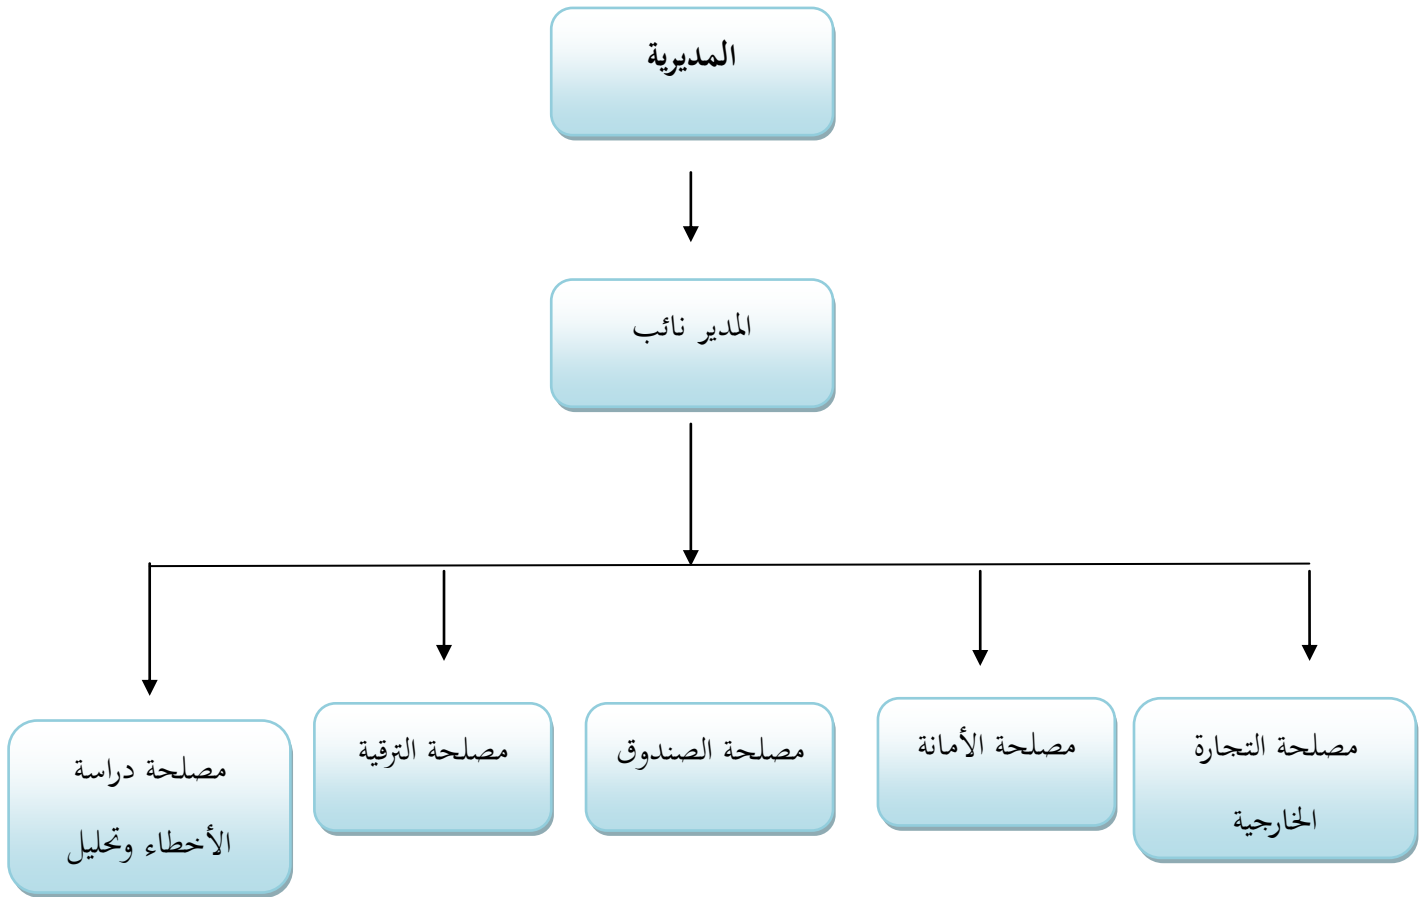 المديرية
المدير نائب
مصلحة التجارة
الخارجية
مصلحة الأمانة
مصلحة الصندوق
مصلحة الترقية
مصلحة دراسة
الأخطاء وتحليل